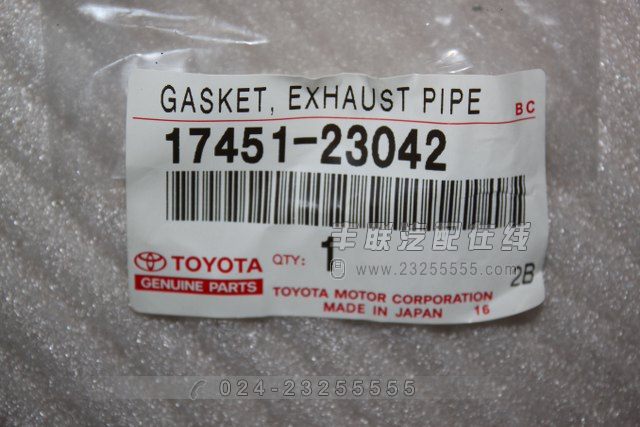 GASKET, EXHAUST PIPE
BC
17451-23042
丰联汽配在线
TOYOTA
GENUINE PARTS
QTY: 1
www.23255555.com
2B
TOYOTA MOTOR CORPORATION
MADE IN JAPAN 16
024-23255555